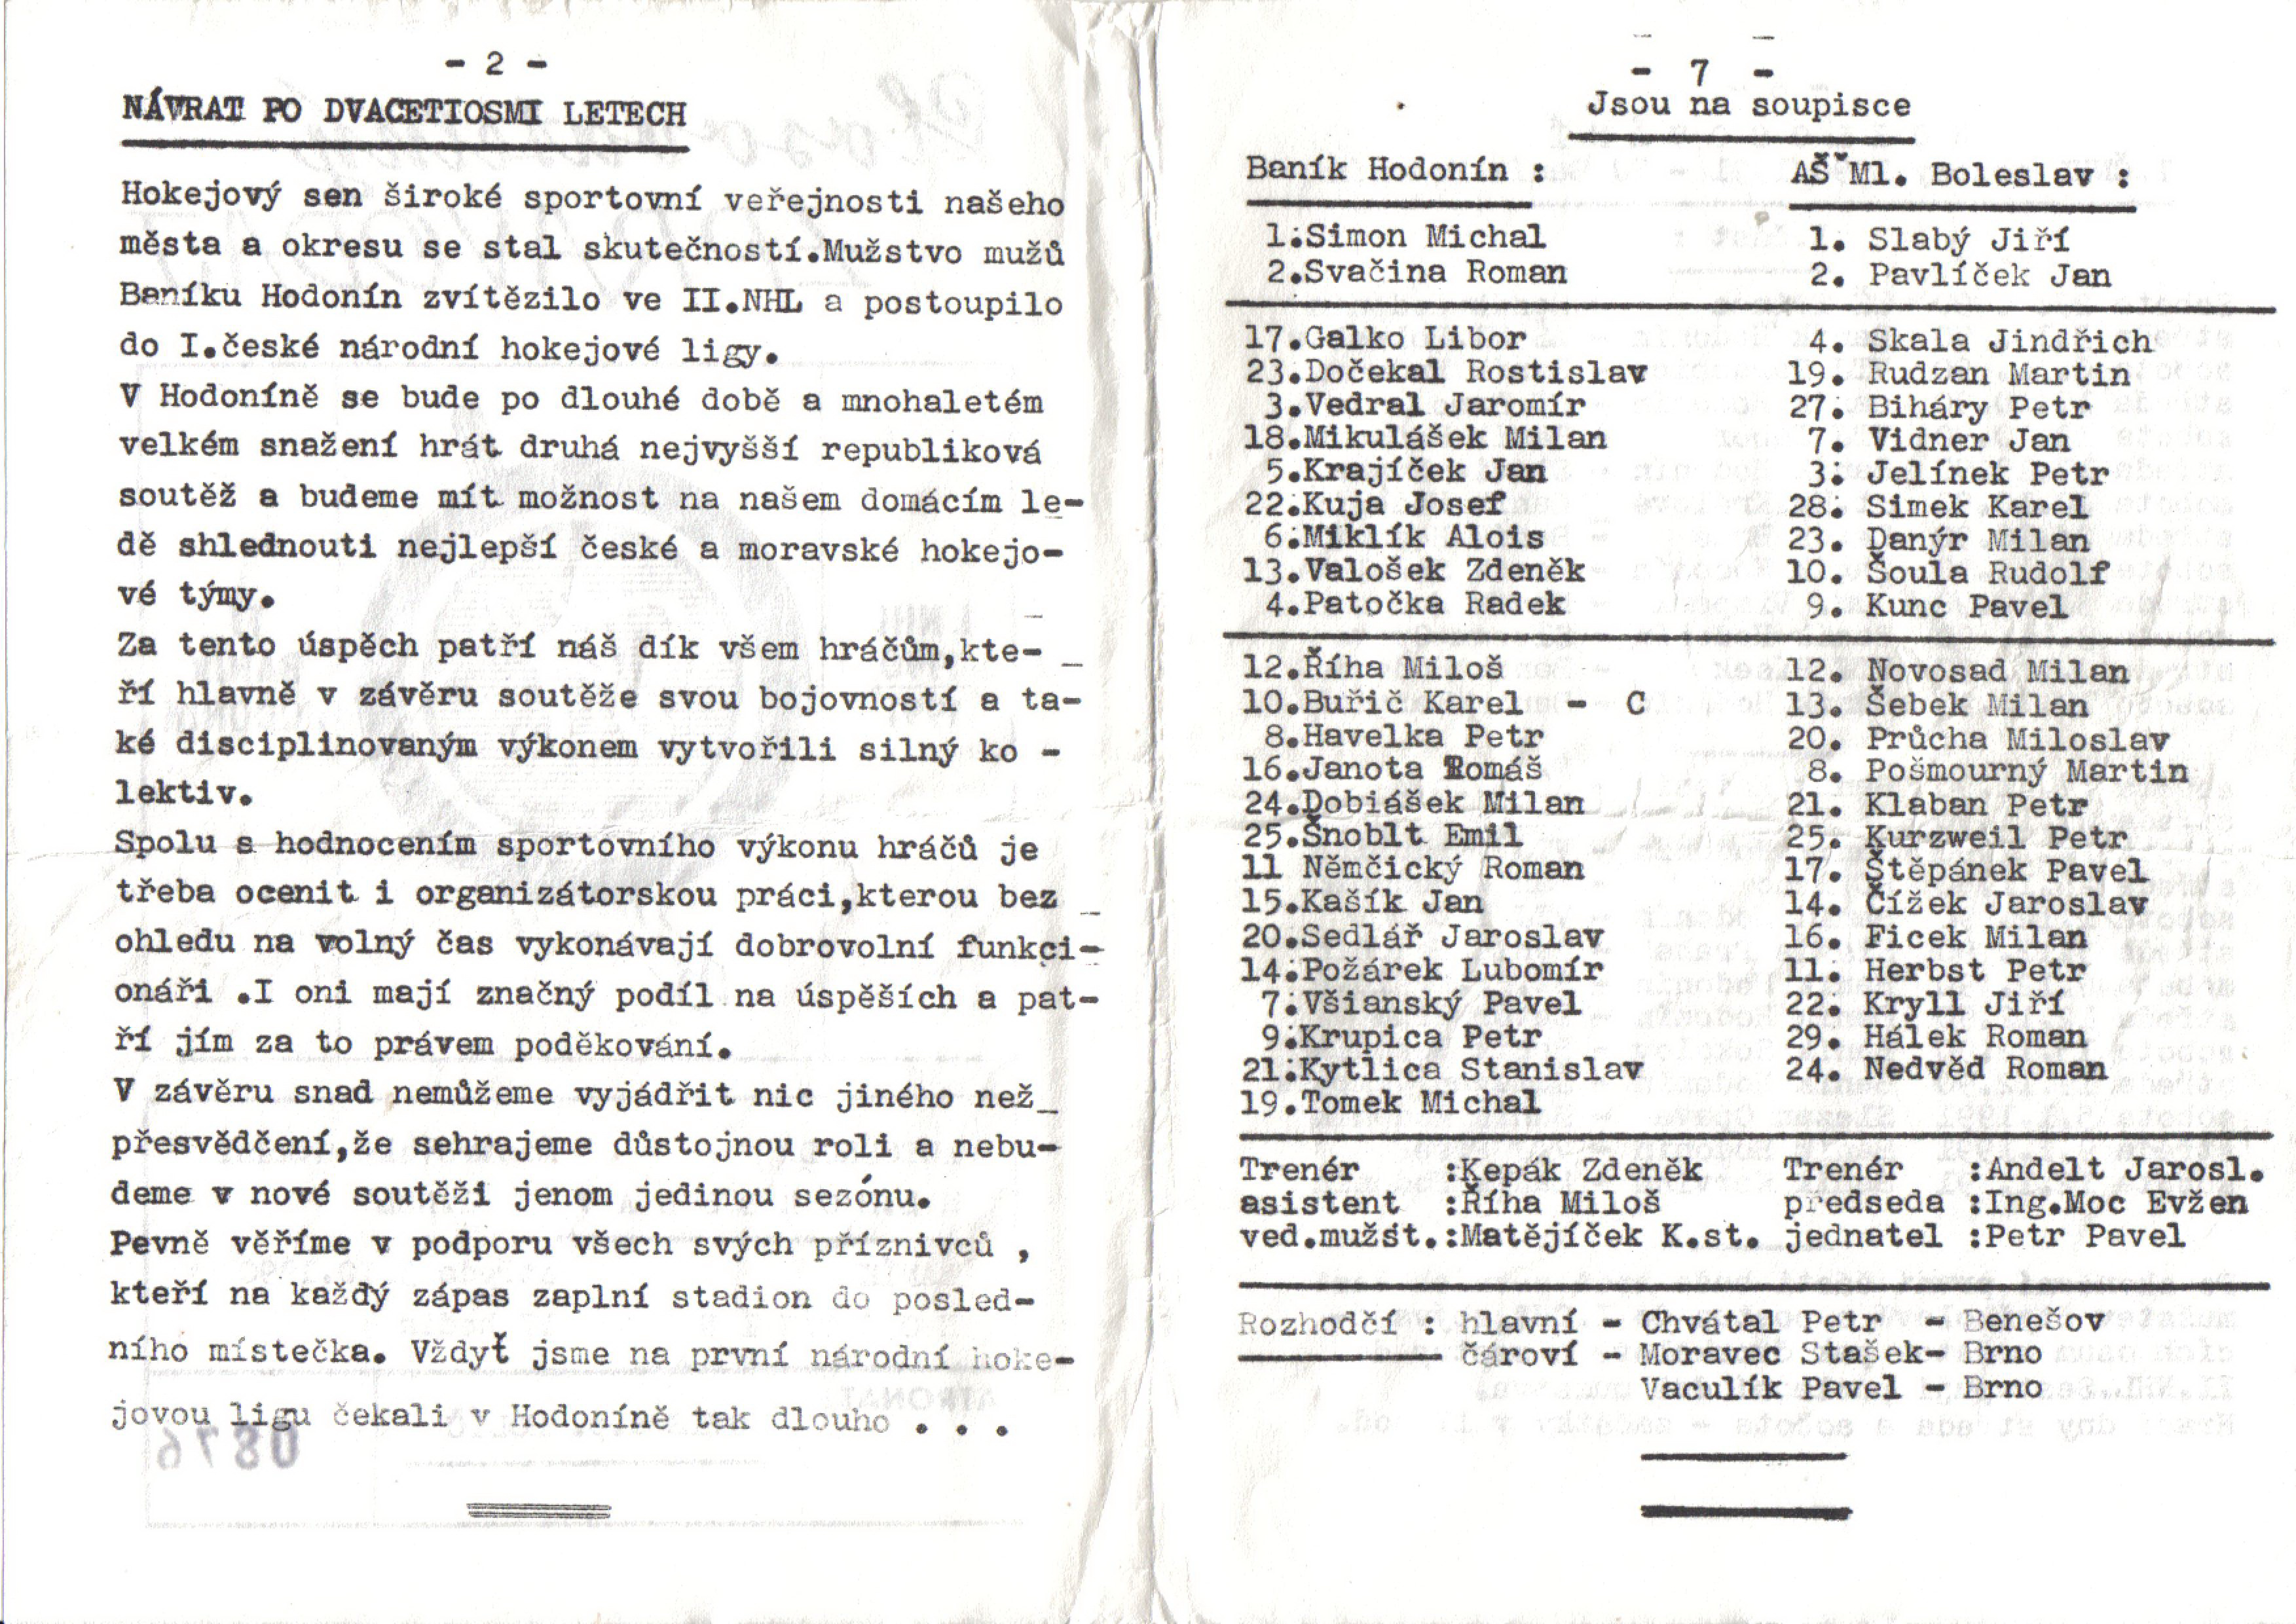 - 2 -
NÁVRAT PO DVACETIOSMI LETECH
Hokejový sen široké sportovní veřejnosti našeho
města a okresu se stal skutečností.Mužstvo mužů
Baníku Hodonín zvítězilo ve II.NHL a postoupilo
do I.české národní hokejové ligy.
V Hodoníně se bude po dlouhé době a mnohaletém
velkém snažení hrát druhá nejvyšší republiková
soutěž a budeme mít možnost na našem domácím le-
dě shlednouti nejlepší české a moravské hokejo-
vé týmy.
Za tento úspěch patří náš dík všem hráčům,kte-
ří hlavně v závěru soutěže svou bojovností a ta-
ké disciplinovaným výkonem vytvořili silný ko -
lektiv.
Spolu s hodnocením sportovního výkonu hráčů je
třeba ocenit i organizátorskou práci,kterou bez
ohledu na volný čas vykonávají dobrovolní funkci-
onáři .I oni mají značný podíl na úspěších a pat-
ří jím za to právem poděkování.
V závěru snad nemůžeme vyjádřit nic jiného než
přesvědčení,že sehrajeme důstojnou roli a nebu-
deme v nové soutěži jenom jedinou sezónu.
Pevně věříme v podporu všech svých příznivců ,
kteří na každý zápas zaplní stadion do posled-
ního místečka. Vždyť jsme na první národní hoke-
jovou ligu čekali v Hodoníně tak dlouho . . .
- 7 -
Jsou na soupisce
Baník Hodonín : AŠ Ml. Boleslav :
1.Simon Michal 1. Slabý Jiří
2.Svačina Roman 2. Pavlíček Jan
17.Galko Libor 4. Skala Jindřich
23.Dočekal Rostislav 19. Rudzan Martin
3.Vedral Jaromír 27. Biháry Petr
18.Mikulášek Milan 7. Vidner Jan
5.Krajíček Jan 3. Jelínek Petr
22.Kuja Josef 28. Simek Karel
6.Miklík Alois 23. Danýr Milan
13.Valošek Zdeněk 10. Šoula Rudolf
4.Patočka Radek 9. Kunc Pavel
12.Říha Miloš 12. Novosad Milan
10.Buřič Karel - C 13. Šebek Milan
8.Havelka Petr 20. Průcha Miloslav
16.Janota Tomáš 8. Pošmourný Martin
24.Dobiášek Milan 21. Klaban Petr
25.Šnoblt Emil 25. Kurzweil Petr
11 Němčický Roman 17. Štěpánek Pavel
15.Kašík Jan 14. Čížek Jaroslav
20.Sedlář Jaroslav 16. Ficek Milan
14.Požárek Lubomír 11. Herbst Petr
7.Všianský Pavel 22. Kryll Jiří
9.Krupica Petr 29. Hálek Roman
21.Kytlica Stanislav 24. Nedvěd Roman
19.Tomek Michal
Trenér :Kepák Zdeněk Trenér :Andelt Jarosl.
asistent :Říha Miloš předseda :Ing.Moc Evžen
ved.mužst.:Matějíček K.st. jednatel :Petr Pavel
Rozhodčí : hlavní - Chvátal Petr - Benešov
čároví - Moravec Stašek- Brno
Vaculík Pavel - Brno